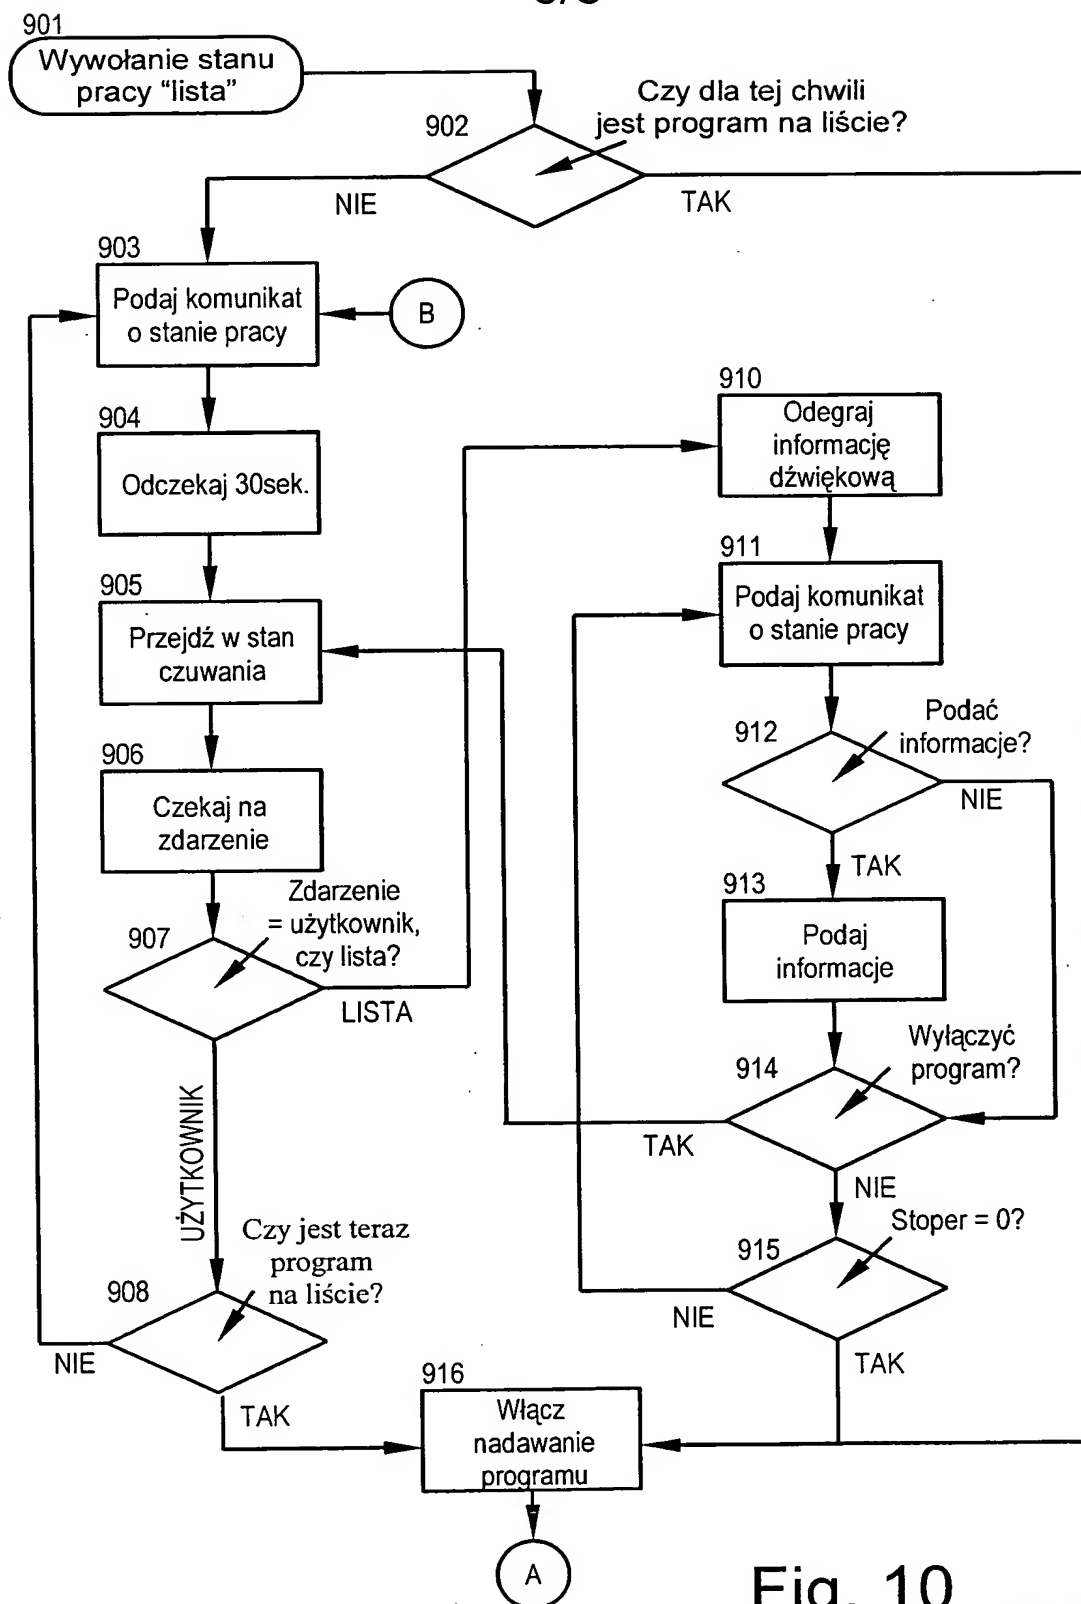 901
Wywołanie stanu
pracy "lista"
902
Czy dla tej chwili
jest program na liście?
NIE
TAK
903
Podaj komunikat
o stanie pracy
B
904
Odczekaj 30sek.
905
Przejdź w stan
czuwania
906
Czekaj na
zdarzenie
907
Zdarzenie
= użytkownik,
czy lista?
LISTA
UŻYTKOWNIK
908
Czy jest teraz
program
na liście?
NIE
TAK
910
Odegraj
informację
dźwiękową
911
Podaj komunikat
o stanie pracy
912
Podać
informacje?
NIE
TAK
913
Podaj
informacje
914
Wyłączyć
program?
TAK
NIE
915
Stoper = 0?
NIE
TAK
916
Włącz
nadawanie
programu
A
Fig. 10